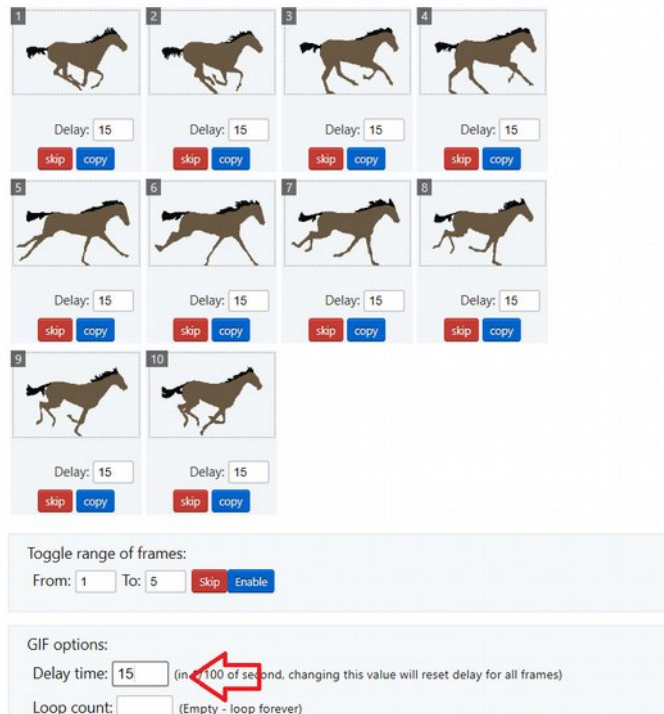 1 2 3 4
Delay: 15 Delay: 15 Delay: 15 Delay: 15
skip copy skip copy skip copy skip copy
5 6 7 8
Delay: 15 Delay: 15 Delay: 15 Delay: 15
skip copy skip copy skip copy skip copy
9 10
Delay: 15 Delay: 15
skip copy skip copy
Toggle range of frames:
From: 1 To: 5 Skip Enable
GIF options:
Delay time: 15 (in /100 of second, changing this value will reset delay for all frames)
Loop count: (Empty - loop forever)